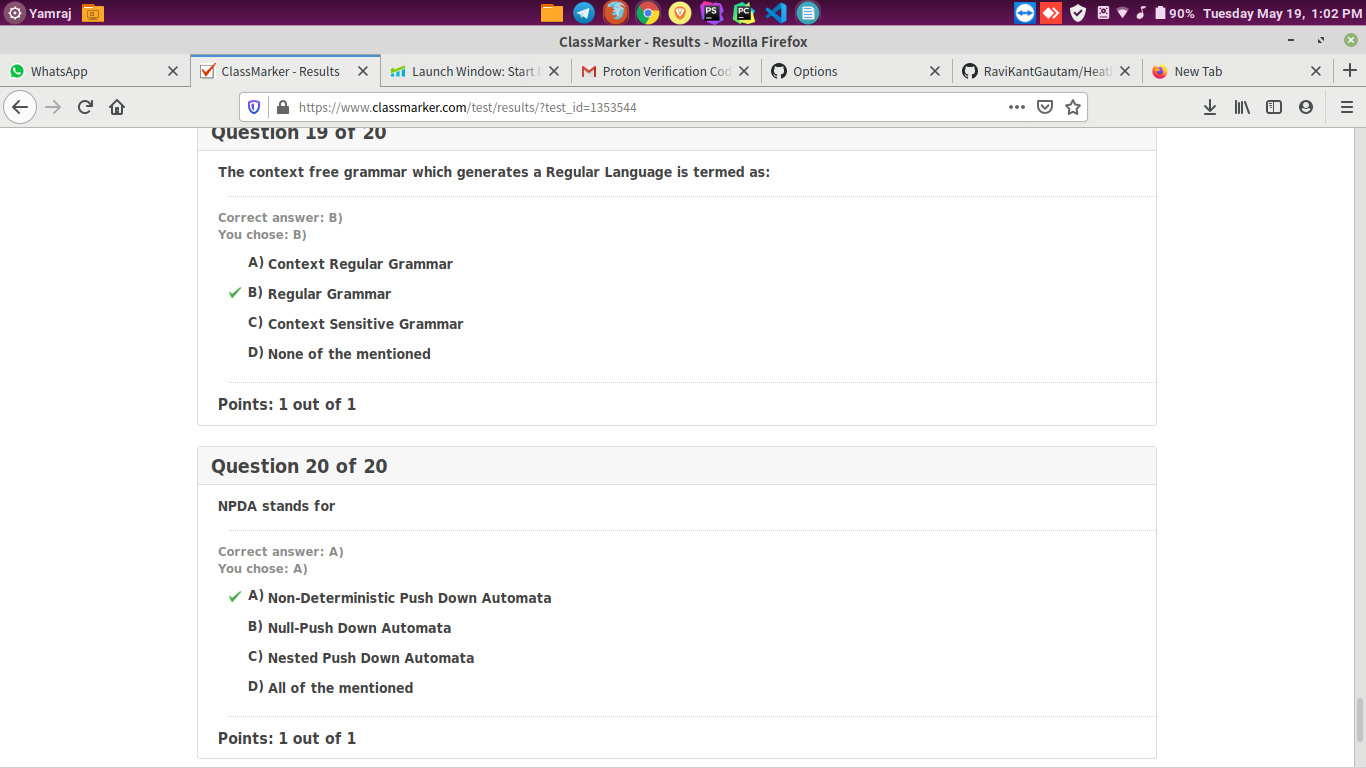 Yamraj
90% Tuesday May 19, 1:02 PM
ClassMarker - Results - Mozilla Firefox
WhatsApp
ClassMarker - Results
Launch Window: Start
Proton Verification Cod
Options
RaviKantGautam/Heat
New Tab
https://www.classmarker.com/test/results/?test_id=1353544
Question 19 of 20
The context free grammar which generates a Regular Language is termed as:
Correct answer: B)
You chose: B)
A) Context Regular Grammar
B) Regular Grammar
C) Context Sensitive Grammar
D) None of the mentioned
Points: 1 out of 1
Question 20 of 20
NPDA stands for
Correct answer: A)
You chose: A)
A) Non-Deterministic Push Down Automata
B) Null-Push Down Automata
C) Nested Push Down Automata
D) All of the mentioned
Points: 1 out of 1